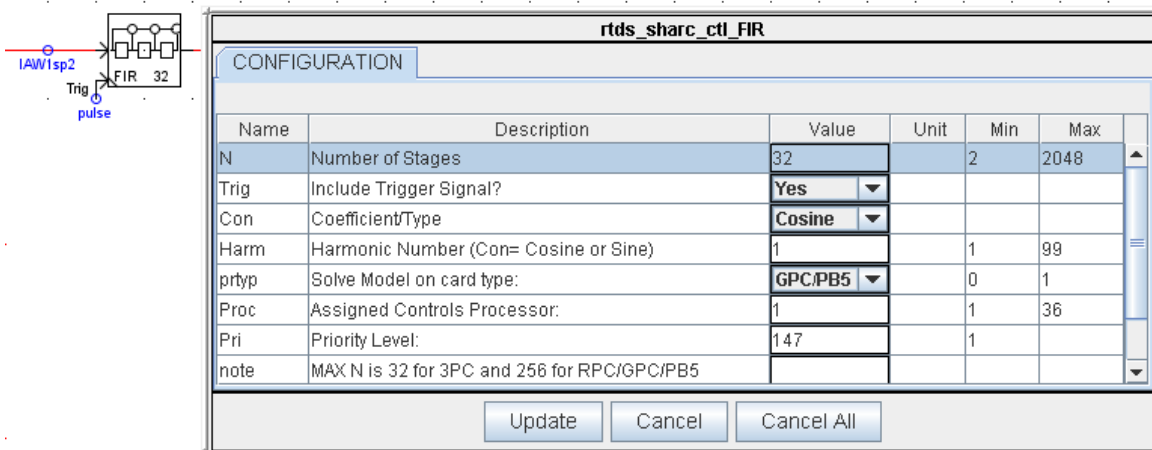 IAW1sp2
FIR 32
Trig
pulse
rtds_sharc_ctl_FIR
CONFIGURATION
Name Description Value Unit Min Max
N Number of Stages 32 2 2048
Trig Include Trigger Signal? Yes
Con Coefficient/Type Cosine
Harm Harmonic Number (Con= Cosine or Sine) 1 1 99
prtyp Solve Model on card type: GPC/PB5 0 1
Proc Assigned Controls Processor: 1 1 36
Pri Priority Level: 147 1
note MAX N is 32 for 3PC and 256 for RPC/GPC/PB5
Update Cancel Cancel All